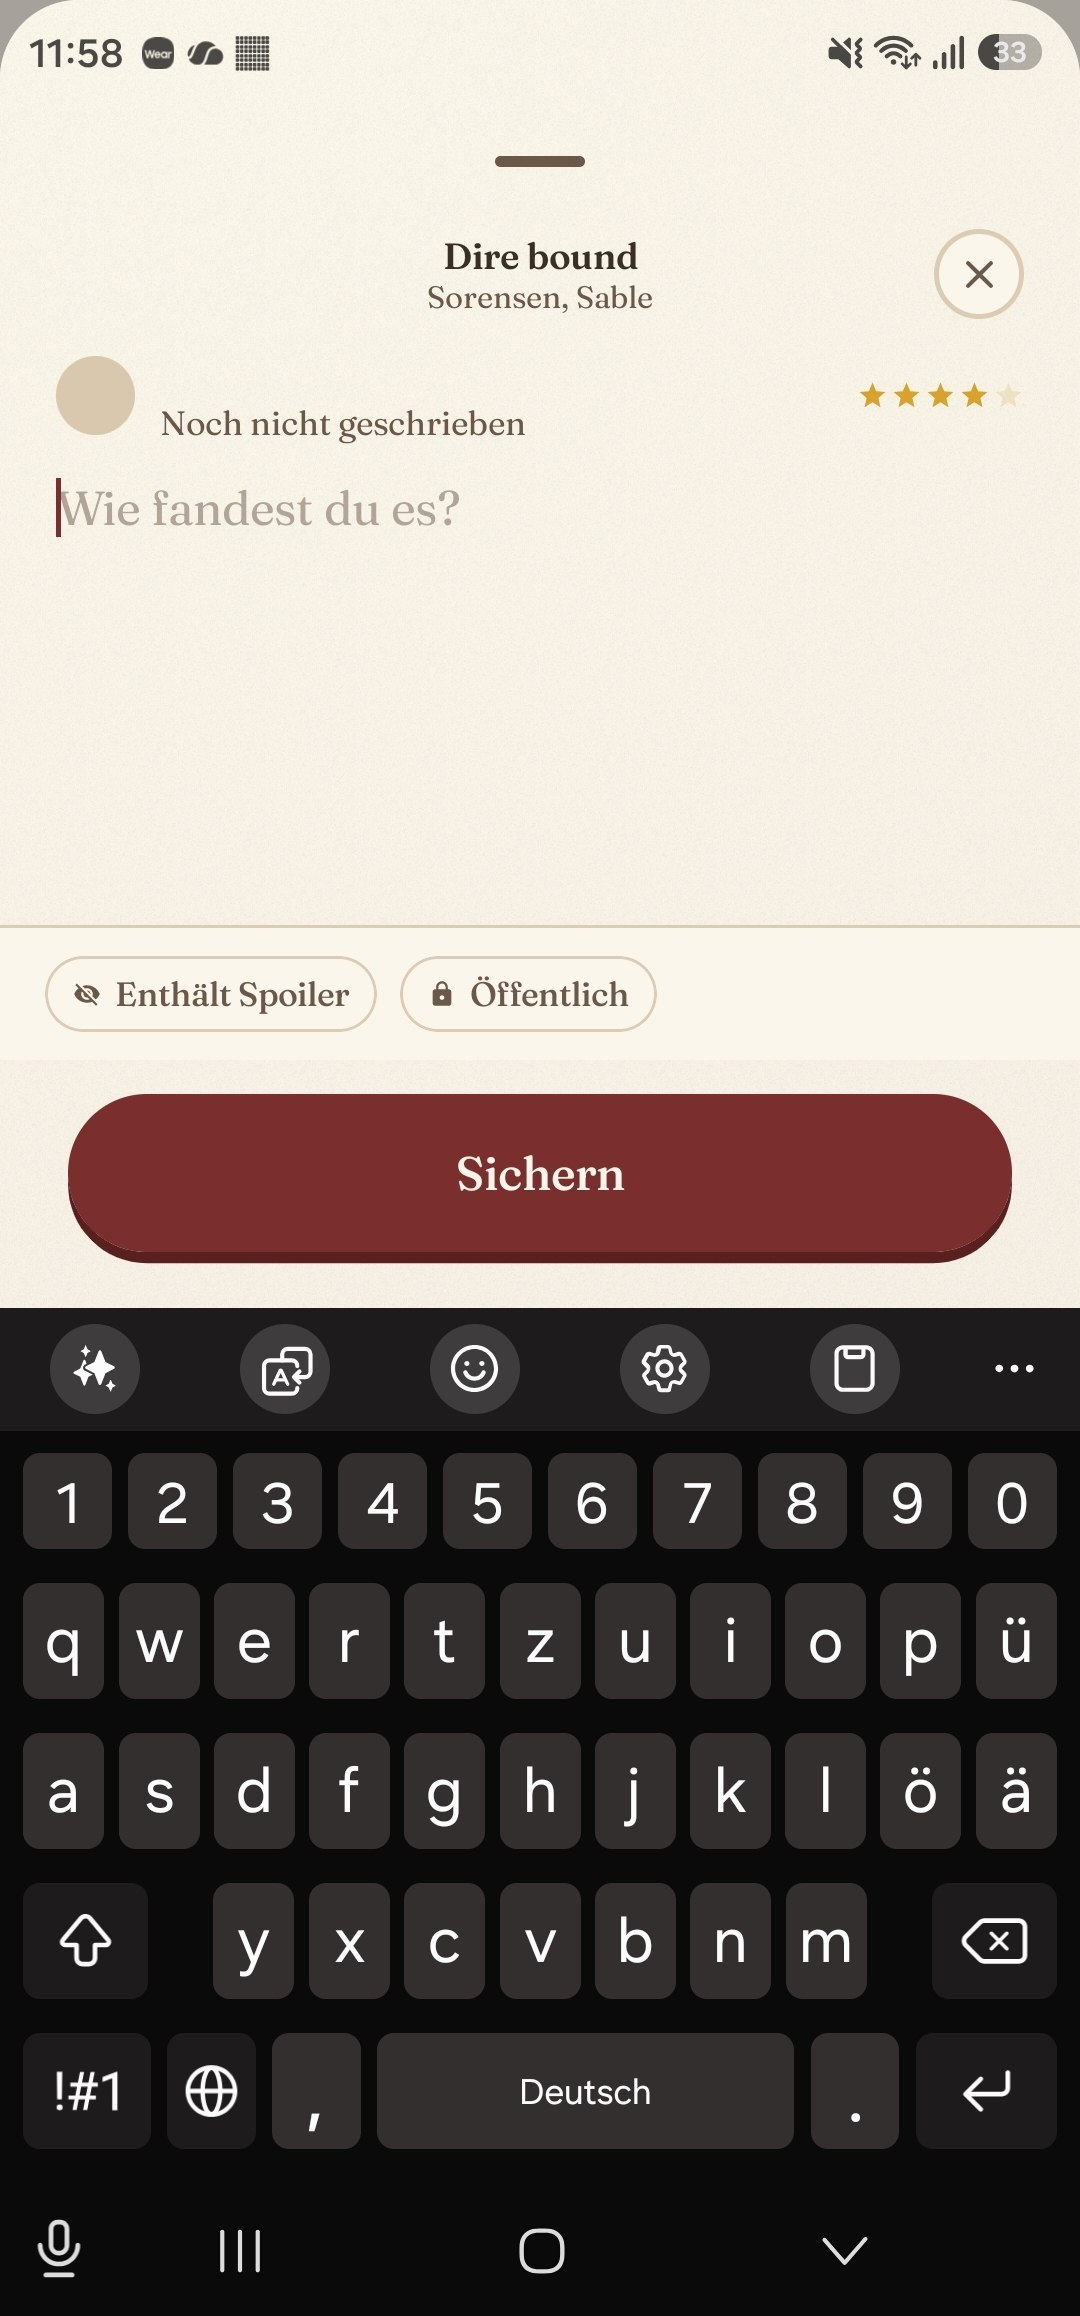 11:58 Wear 33
Dire bound
Sorensen, Sable
Noch nicht geschrieben
Wie fandest du es?
Enthält Spoiler Öffentlich
Sichern
A
1 2 3 4 5 6 7 8 9 0
q w e r t z u i o p ü
a s d f g h j k l ö ä
y x c v b n m
!#1 , Deutsch .